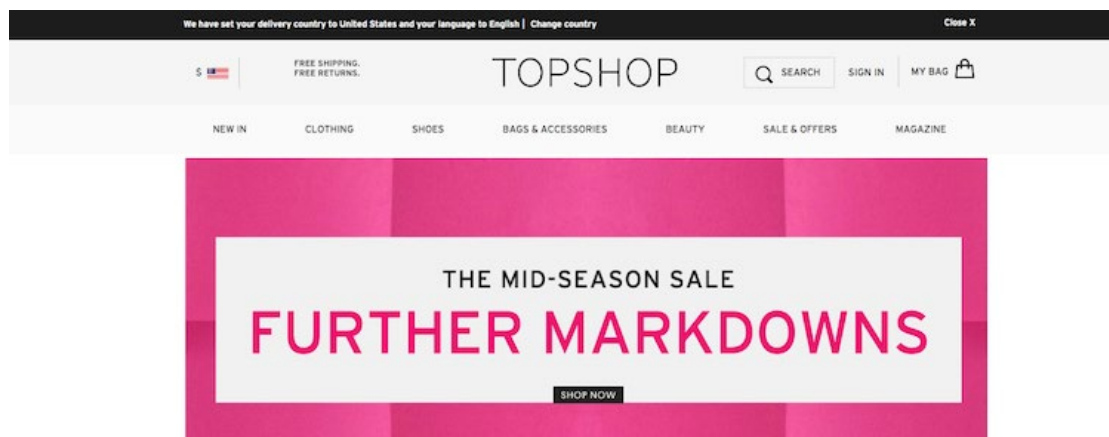 We have set your delivery country to United States and your language to English | Change country
Close X
$
FREE SHIPPING.
FREE RETURNS.
TOPSHOP
SEARCH
SIGN IN
MY BAG
NEW IN
CLOTHING
SHOES
BAGS & ACCESSORIES
BEAUTY
SALE & OFFERS
MAGAZINE
THE MID-SEASON SALE
FURTHER MARKDOWNS
SHOP NOW